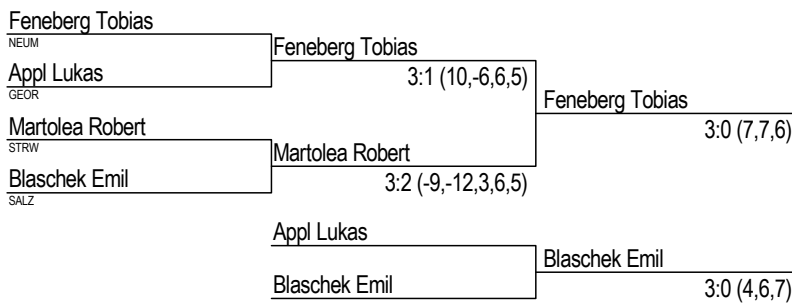 Feneberg Tobias
NEUM
Feneberg Tobias
Appl Lukas
3:1 (10,-6,6,5)
GEOR
Feneberg Tobias
Martolea Robert
3:0 (7,7,6)
STRW
Martolea Robert
Blaschek Emil
3:2 (-9,-12,3,6,5)
SALZ
Appl Lukas
Blaschek Emil
Blaschek Emil
3:0 (4,6,7)